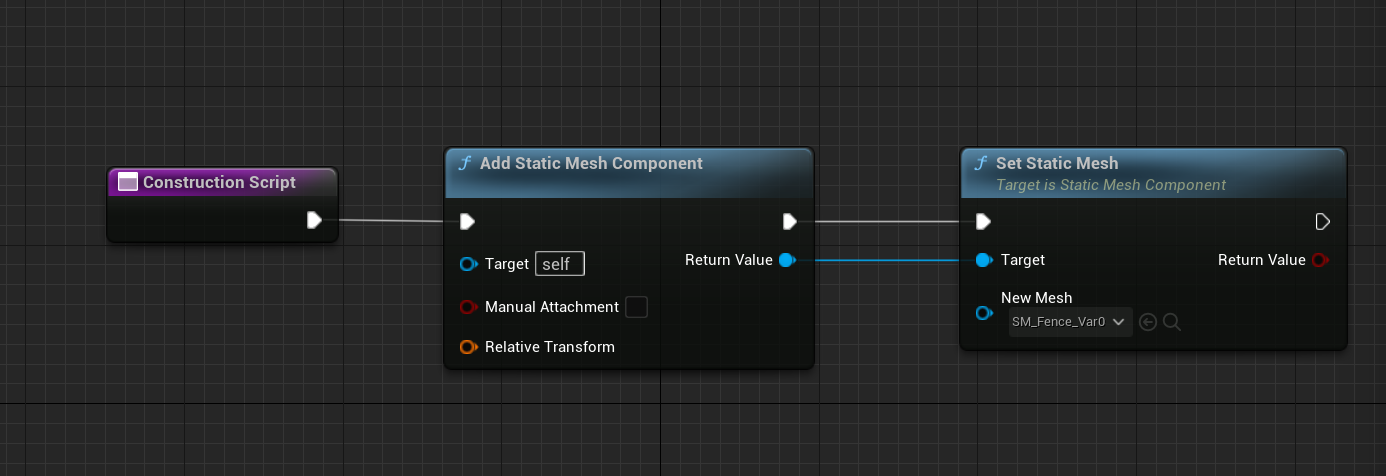 Construction Script
Add Static Mesh Component
Target self
Return Value
Manual Attachment
Relative Transform
Set Static Mesh
Target is Static Mesh Component
Target
Return Value
New Mesh
SM_Fence_Var0